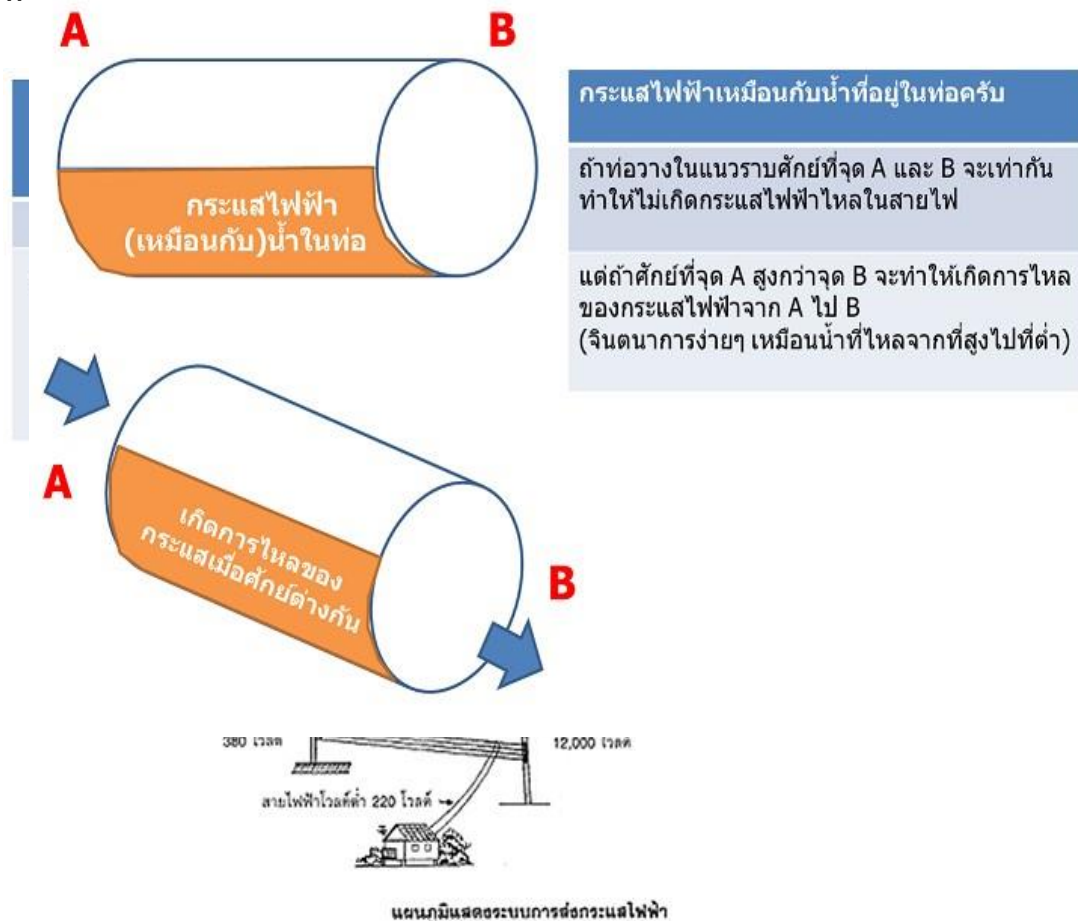 A
B
กระแสไฟฟ้า
(เหมือนกับ)น้ำในท่อ
กระแสไฟฟ้าเหมือนกับน้ำที่อยู่ในท่อครับ
ถ้าท่อวางในแนวราบศักย์ที่จุด A และ B จะเท่ากัน
ทำให้ไม่เกิดกระแสไฟฟ้าไหลในสายไฟ
แต่ถ้าศักย์ที่จุด A สูงกว่าจุด B จะทำให้เกิดการไหล
ของกระแสไฟฟ้าจาก A ไป B
(จินตนาการง่ายๆ เหมือนน้ำที่ไหลจากที่สูงไปที่ต่ำ)
A
เกิดการไหลของ
กระแสเมื่อศักย์ต่างกัน
B
380 โวลต์
12,000 โวลต์
สายไฟฟ้าโวลต์ต่ำ 220 โวลต์
แผนภูมิแสดงระบบการส่งกระแสไฟฟ้า